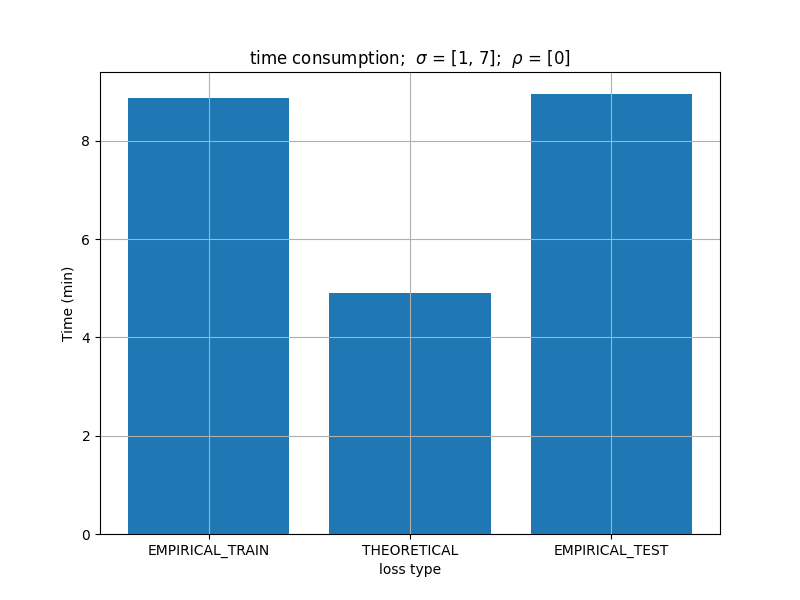 time consumption; σ = [1, 7]; ρ = [0]
Time (min)
8
6
4
2
0
EMPIRICAL_TRAIN THEORETICAL EMPIRICAL_TEST
loss type